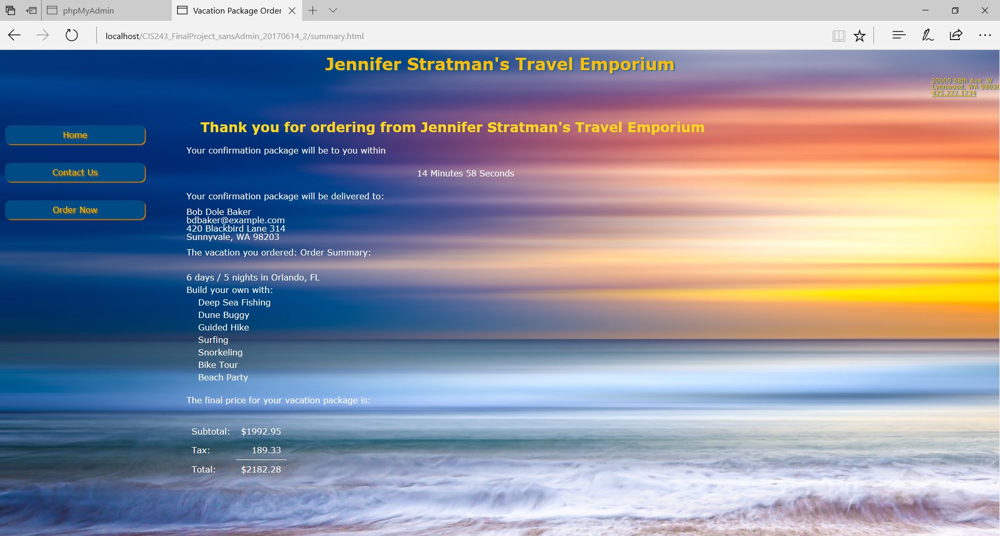 phpMyAdmin
Vacation Package Order
localhost/CIS243_FinalProject_sansAdmin_20170614_2/summary.html
Jennifer Stratman's Travel Emporium
20000 68th Ave. W
Lynnwood, WA 98036
425.222.1234
Home
Contact Us
Order Now
Thank you for ordering from Jennifer Stratman's Travel Emporium
Your confirmation package will be to you within
14 Minutes 58 Seconds
Your confirmation package will be delivered to:
Bob Dole Baker
bdbaker@example.com
420 Blackbird Lane 314
Sunnyvale, WA 98203
The vacation you ordered: Order Summary:
6 days / 5 nights in Orlando, FL
Build your own with:
Deep Sea Fishing
Dune Buggy
Guided Hike
Surfing
Snorkeling
Bike Tour
Beach Party
The final price for your vacation package is:
Subtotal: $1992.95
Tax: 189.33
Total: $2182.28